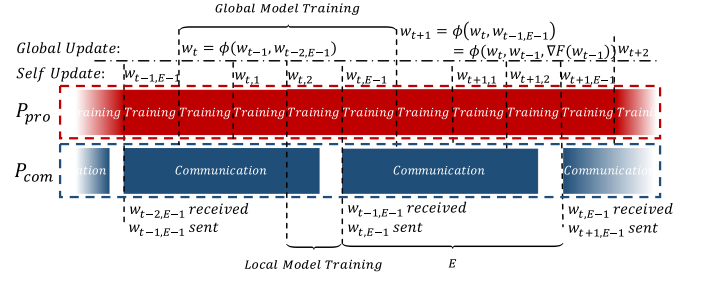 Global Model Training
w_{t+1} = ϕ(w_t, w_{t−1,E−1})
Global Update: w_t = ϕ(w_{t−1}, w_{t−2,E−1}) = ϕ(w_t, w_{t−1}, ∇F(w_{t−1})) w_{t+2}
Self Update: w_{t−1,E−1} w_{t,1} w_{t,2} w_{t,E−1} w_{t+1,1} w_{t+1,2} w_{t+1,E−1}
P_{pro} Training Training Training Training Training Training Training Training Training Training
P_{com} Communication Communication Communication
w_{t−2,E−1} received w_{t−1,E−1} received w_{t,E−1} received
w_{t−1,E−1} sent w_{t,E−1} sent w_{t+1,E−1} sent
Local Model Training E